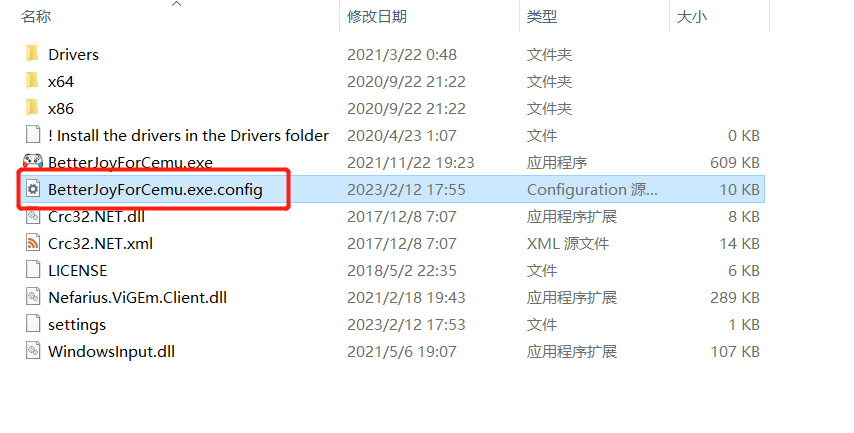 名称 修改日期 类型 大小
Drivers 2021/3/22 0:48 文件夹
x64 2020/9/22 21:22 文件夹
x86 2020/9/22 21:22 文件夹
! Install the drivers in the Drivers folder 2020/4/23 1:07 文件 0 KB
BetterJoyForCemu.exe 2021/11/22 19:23 应用程序 609 KB
BetterJoyForCemu.exe.config 2023/2/12 17:55 Configuration 源... 10 KB
Crc32.NET.dll 2017/12/8 7:07 应用程序扩展 8 KB
Crc32.NET.xml 2017/12/8 7:07 XML 源文件 14 KB
LICENSE 2018/5/2 22:35 文件 6 KB
Nefarius.ViGEm.Client.dll 2021/2/18 19:43 应用程序扩展 289 KB
settings 2023/2/12 17:53 文件 1 KB
WindowsInput.dll 2021/5/6 19:07 应用程序扩展 107 KB